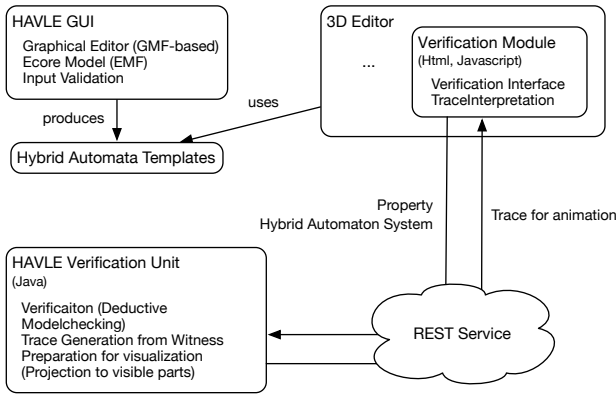 HAVLE GUI
Graphical Editor (GMF-based)
Ecore Model (EMF)
Input Validation
produces
Hybrid Automata Templates
uses
3D Editor
...
Verification Module
(Html, Javascript)
Verification Interface
TraceInterpretation
Property
Hybrid Automaton System
Trace for animation
HAVLE Verification Unit
(Java)
Verificaiton (Deductive
Modelchecking)
Trace Generation from Witness
Preparation for visualization
(Projection to visible parts)
REST Service